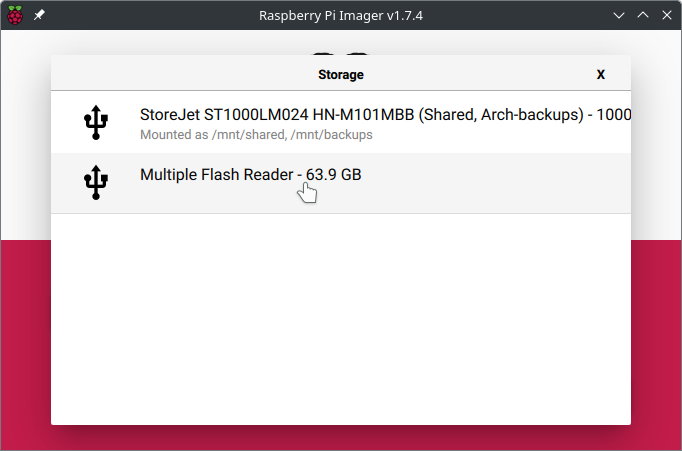 Raspberry Pi Imager v1.7.4
Storage
X
StoreJet ST1000LM024 HN-M101MBB (Shared, Arch-backups) - 1000
Mounted as /mnt/shared, /mnt/backups
Multiple Flash Reader - 63.9 GB